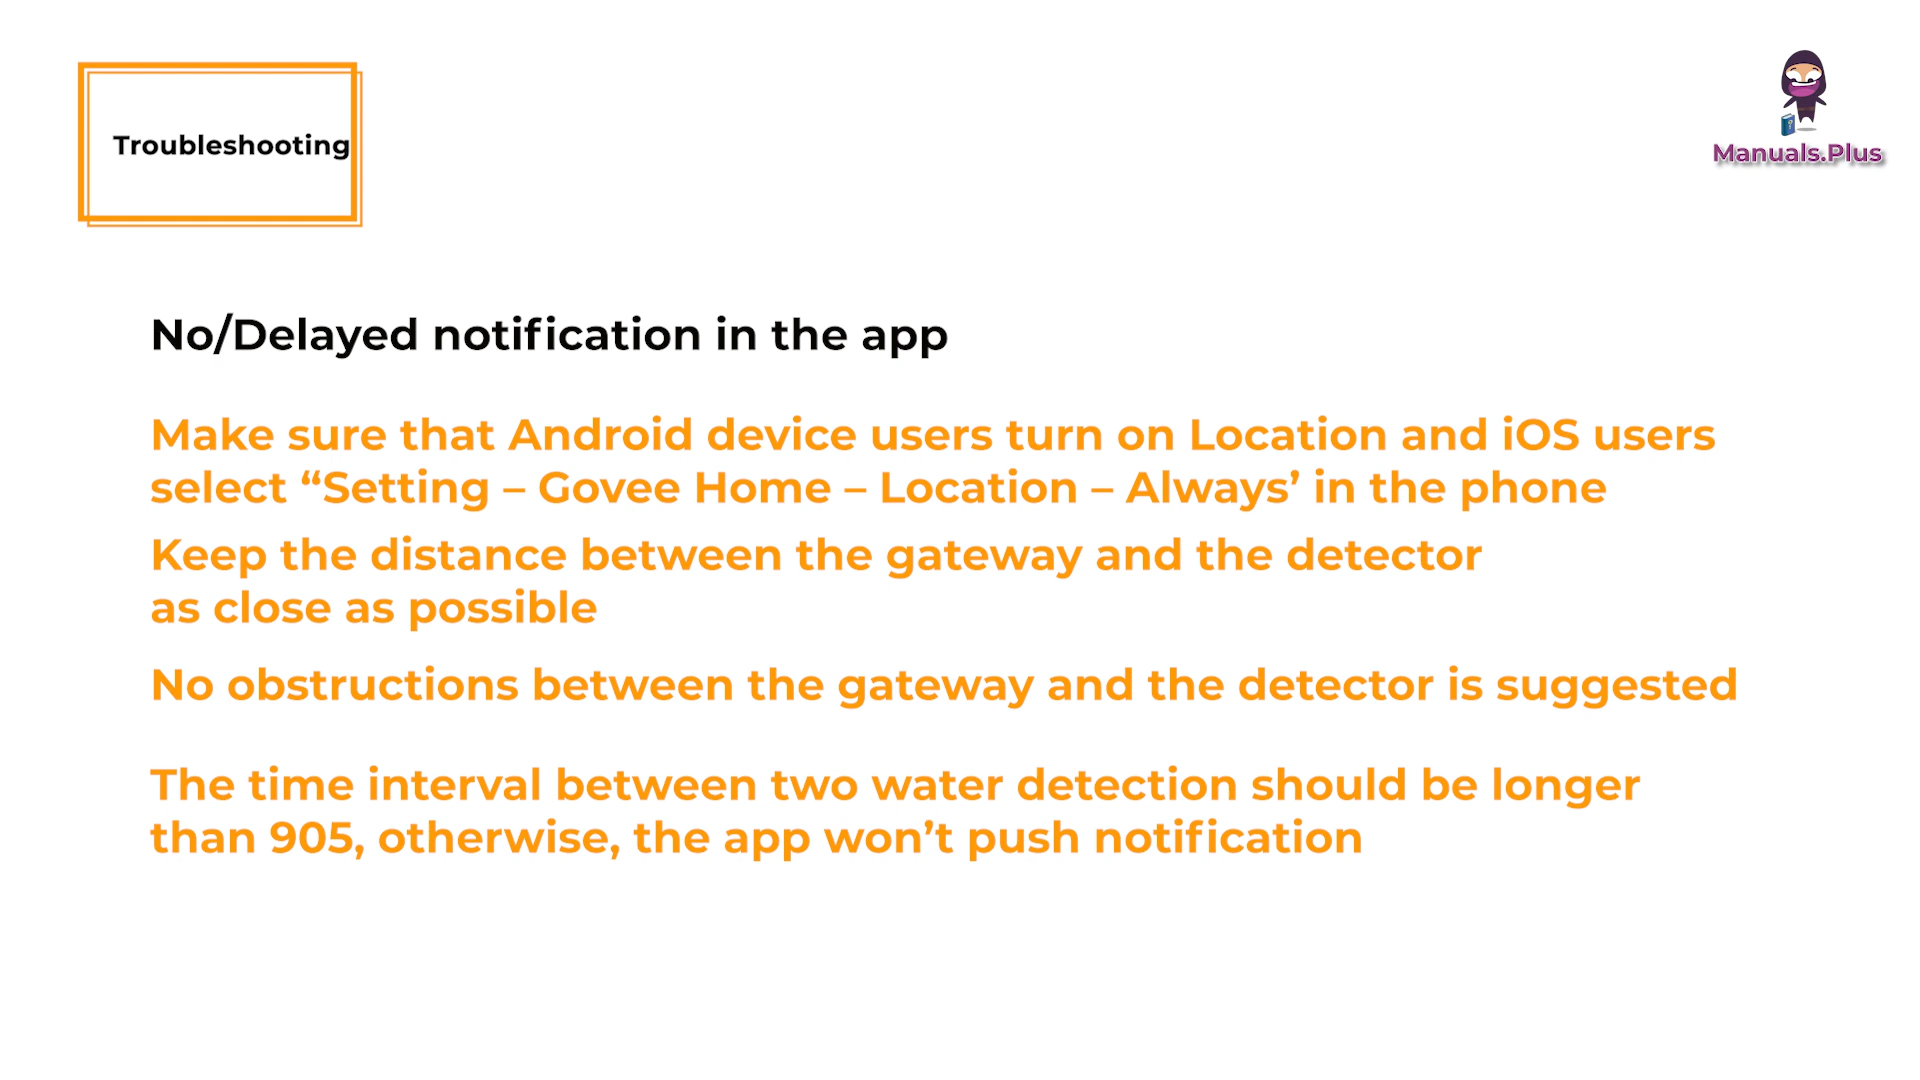 Troubleshooting
Manuals.Plus
No/Delayed notification in the app
Make sure that Android device users turn on Location and iOS users
select “Setting – Govee Home – Location – Always’ in the phone
Keep the distance between the gateway and the detector
as close as possible
No obstructions between the gateway and the detector is suggested
The time interval between two water detection should be longer
than 905, otherwise, the app won’t push notification